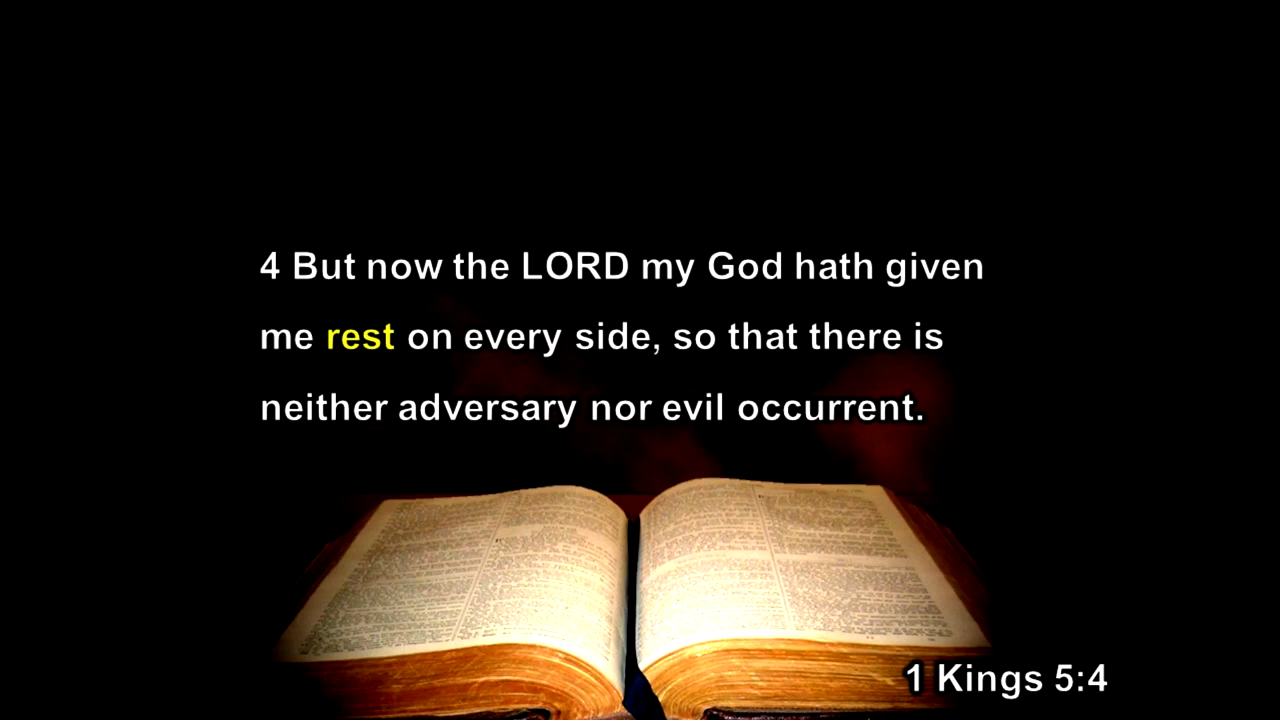 4 But now the LORD my God hath given
me rest on every side, so that there is
neither adversary nor evil occurrent.
1 Kings 5:4